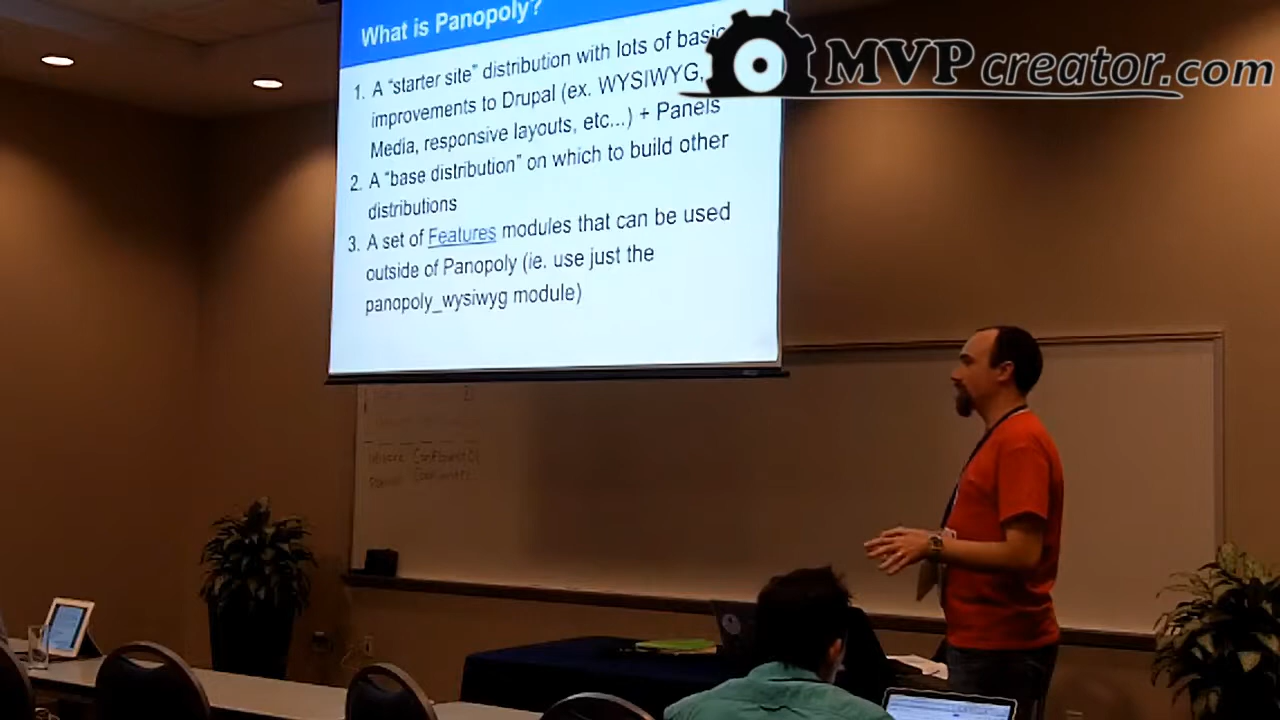 What is Panopoly?
MVPcreator.com
1. A “starter site” distribution with lots of basic
improvements to Drupal (ex. WYSIWYG,
Media, responsive layouts, etc...) + Panels
2. A “base distribution” on which to build other
distributions
3. A set of Features modules that can be used
outside of Panopoly (ie. use just the
panopoly_wysiwyg module)